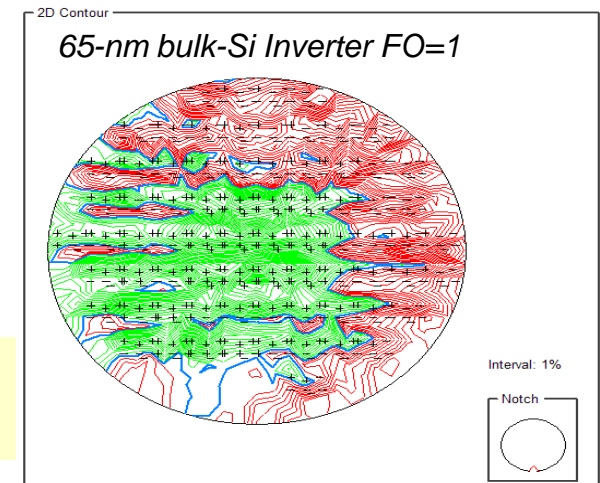 2D Contour
65-nm bulk-Si Inverter FO=1
Interval: 1%
Notch